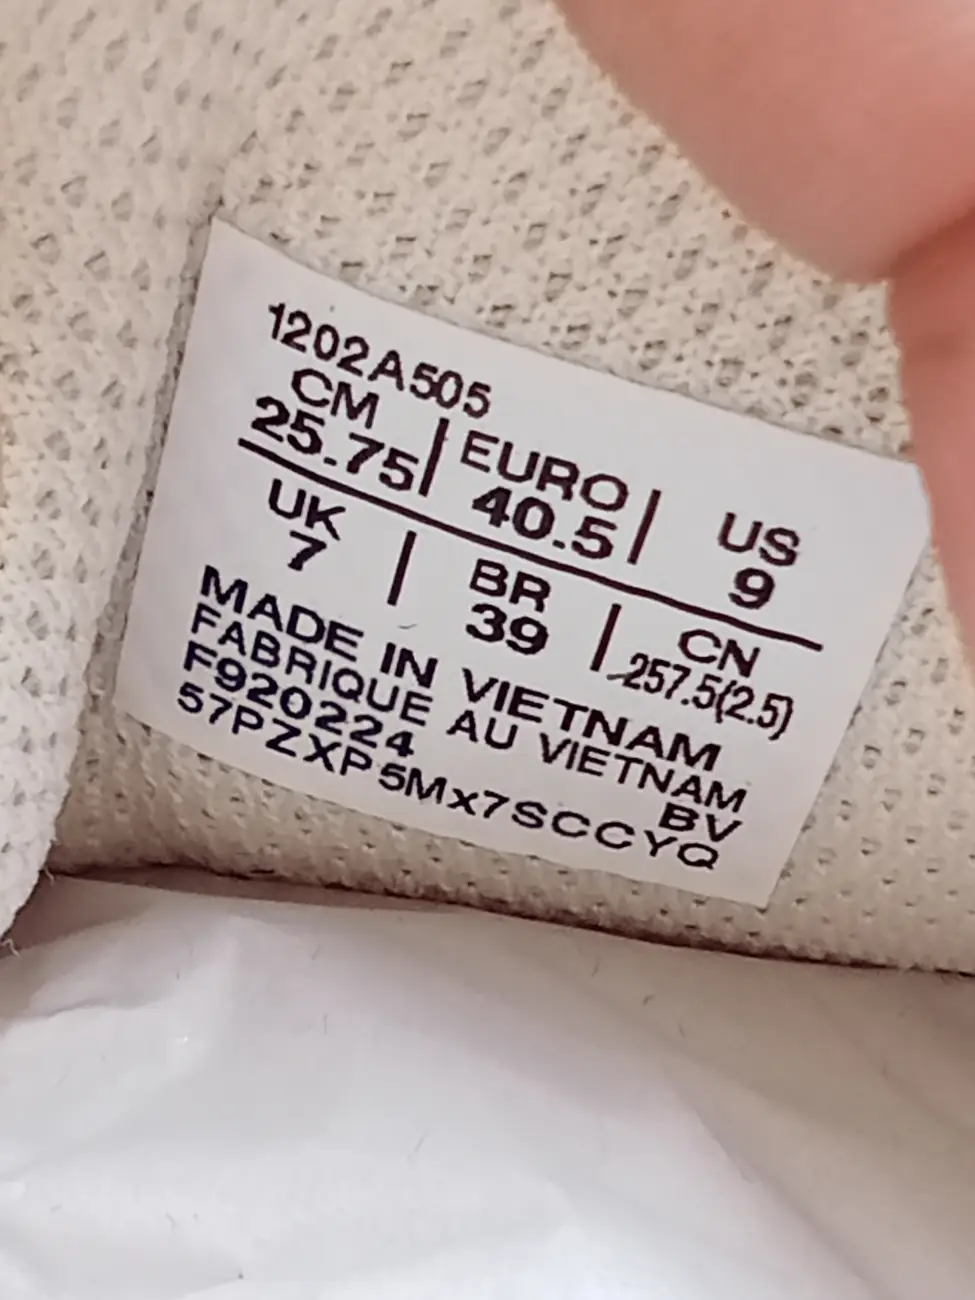 1202A505
CM | EURO | US
25.75 40.5 9
UK | BR | CN
7 39 257.5(2.5)
MADE IN VIETNAM
FABRIQUE AU VIETNAM
F920224 BV
57PZXP5Mx7SCCYQ